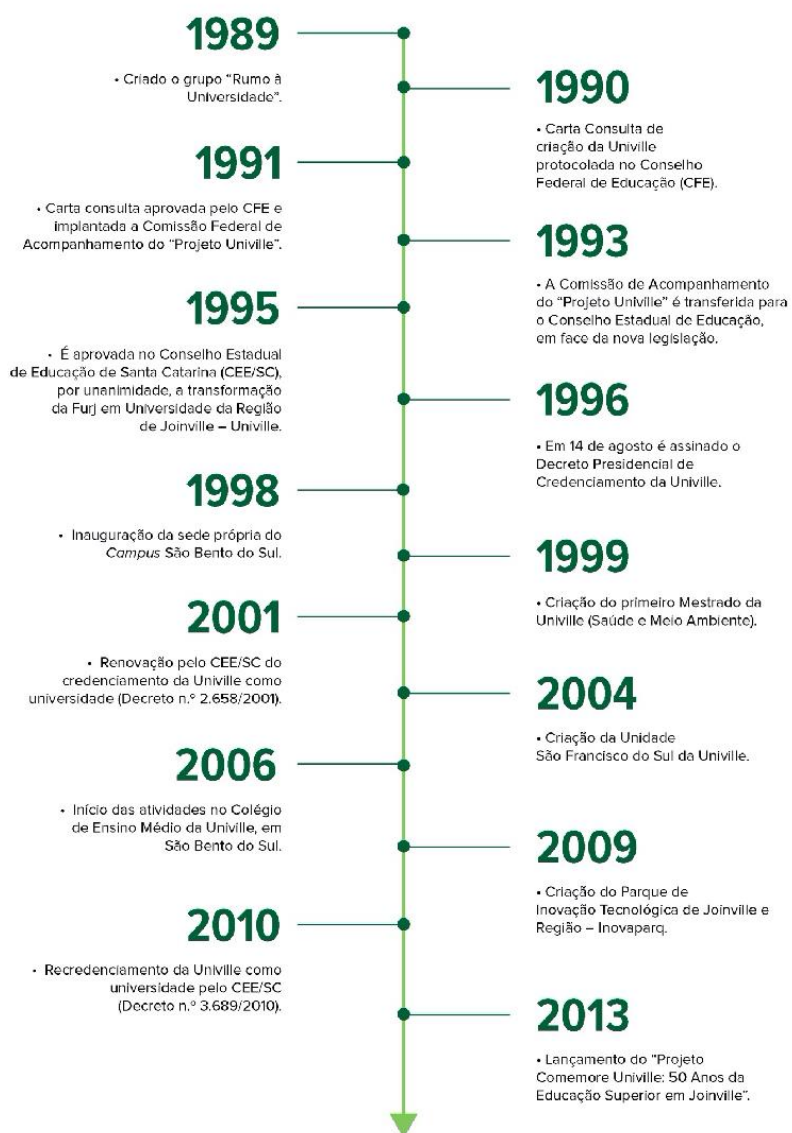 1989
• Criado o grupo "Rumo à
Universidade".
1990
• Carta Consulta de
criação da Univille
protocolada no Conselho
Federal de Educação (CFE).
1991
• Carta consulta aprovada pelo CFE e
implantada a Comissão Federal de
Acompanhamento do "Projeto Univille".
1993
• A Comissão de Acompanhamento
do "Projeto Univille" é transferida para
o Conselho Estadual de Educação,
em face da nova legislação.
1995
• É aprovada no Conselho Estadual
de Educação de Santa Catarina (CEE/SC),
por unanimidade, a transformação
da Furj em Universidade da Região
de Joinville – Univille.
1996
• Em 14 de agosto é assinado o
Decreto Presidencial de
Credenciamento da Univille.
1998
• Inauguração da sede própria do
Campus São Bento do Sul.
1999
• Criação do primeiro Mestrado da
Univille (Saúde e Meio Ambiente).
2001
• Renovação pelo CEE/SC do
credenciamento da Univille como
universidade (Decreto n.º 2.658/2001).
2004
• Criação da Unidade
São Francisco do Sul da Univille.
2006
• Início das atividades no Colégio
de Ensino Médio da Univille, em
São Bento do Sul.
2009
• Criação do Parque de
Inovação Tecnológica de Joinville e
Região – Inovaparq.
2010
• Recredenciamento da Univille como
universidade pelo CEE/SC
(Decreto n.º 3.689/2010).
2013
• Lançamento do "Projeto
Comemore Univille: 50 Anos da
Educação Superior em Joinville".